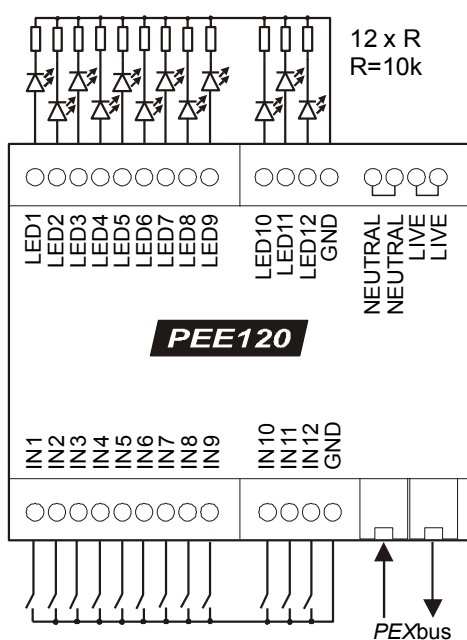 12 x R
R=10k
LED1
LED2
LED3
LED4
LED5
LED6
LED7
LED8
LED9
LED10
LED11
LED12
GND
NEUTRAL
NEUTRAL
LIVE
LIVE
PEE120
IN1
IN2
IN3
IN4
IN5
IN6
IN7
IN8
IN9
IN10
IN11
IN12
GND
PEXbus